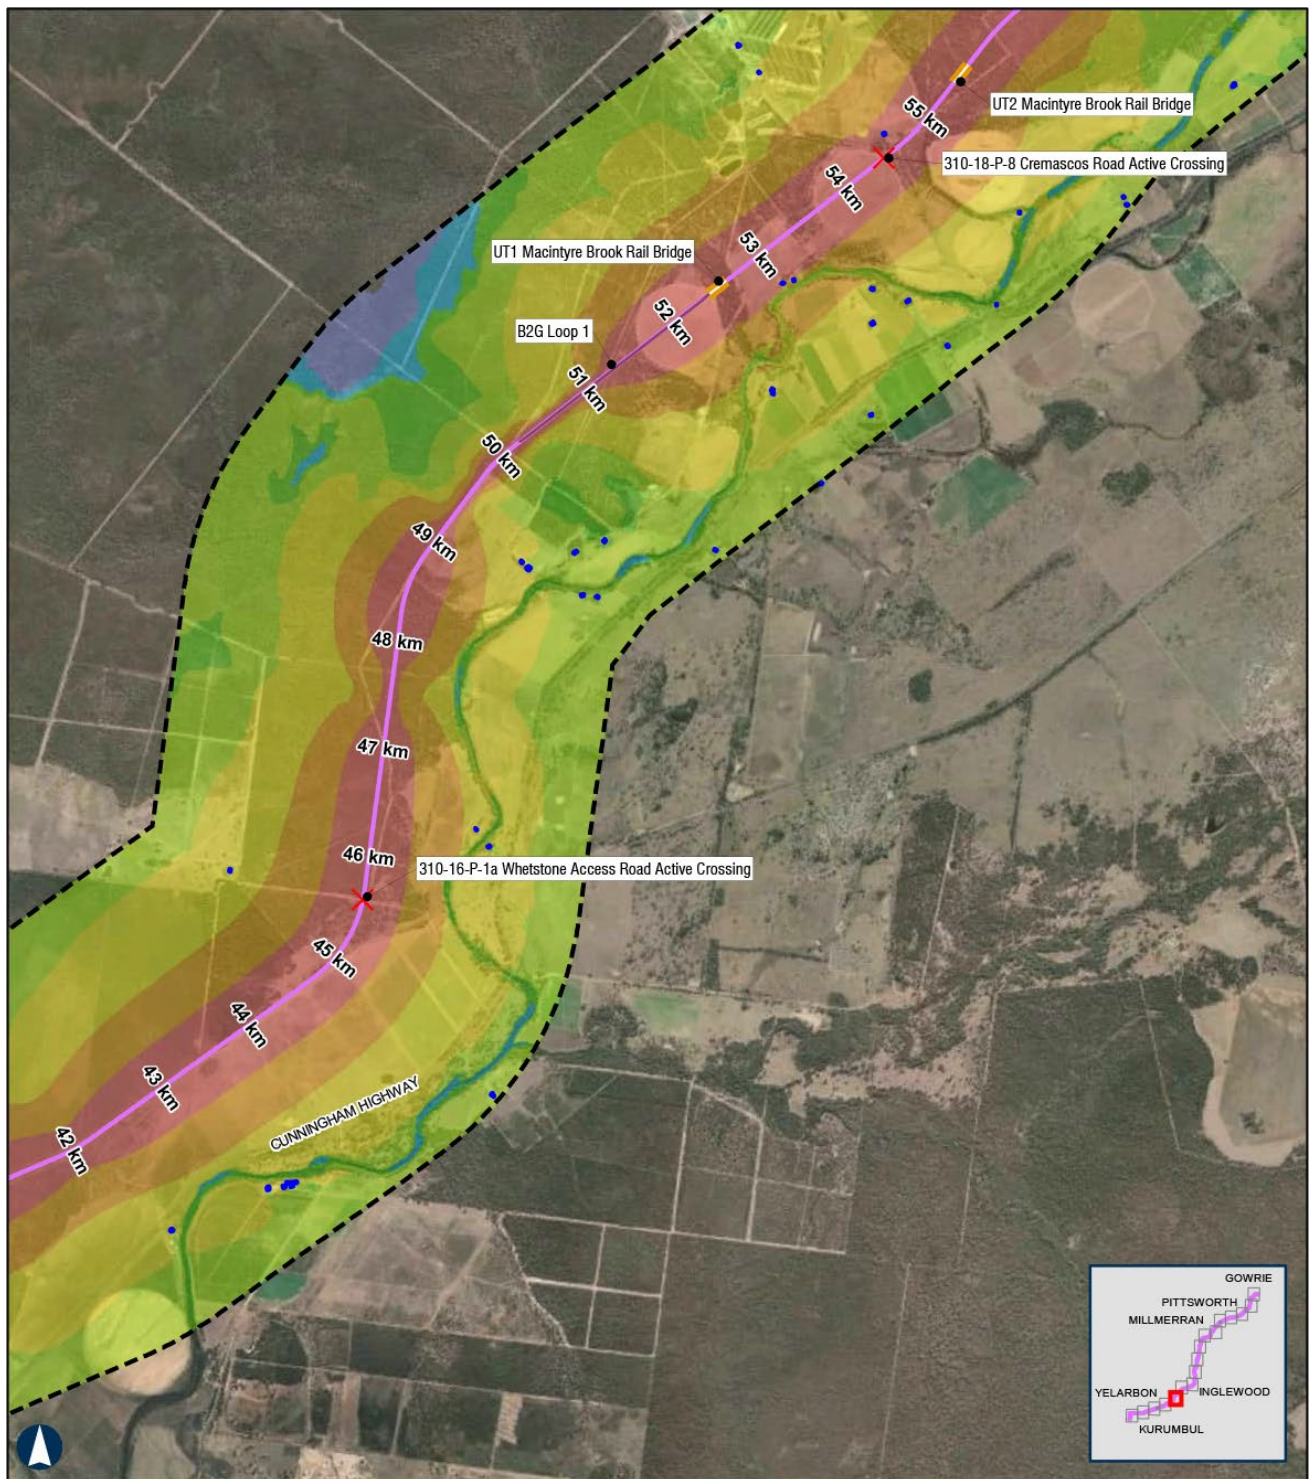 UT2 Macintyre Brook Rail Bridge
55 km
310-18-P-8 Cremascos Road Active Crossing
54 km
UT1 Macintyre Brook Rail Bridge
53 km
52 km
B2G Loop 1
51 km
50 km
49 km
48 km
47 km
46 km
310-16-P-1a Whetstone Access Road Active Crossing
45 km
44 km
43 km
CUNNINGHAM HIGHWAY
42 km
GOWRIE
PITTSWORTH
MILLMERRAN
YELARBON
INGLEWOOD
KURUMBUL